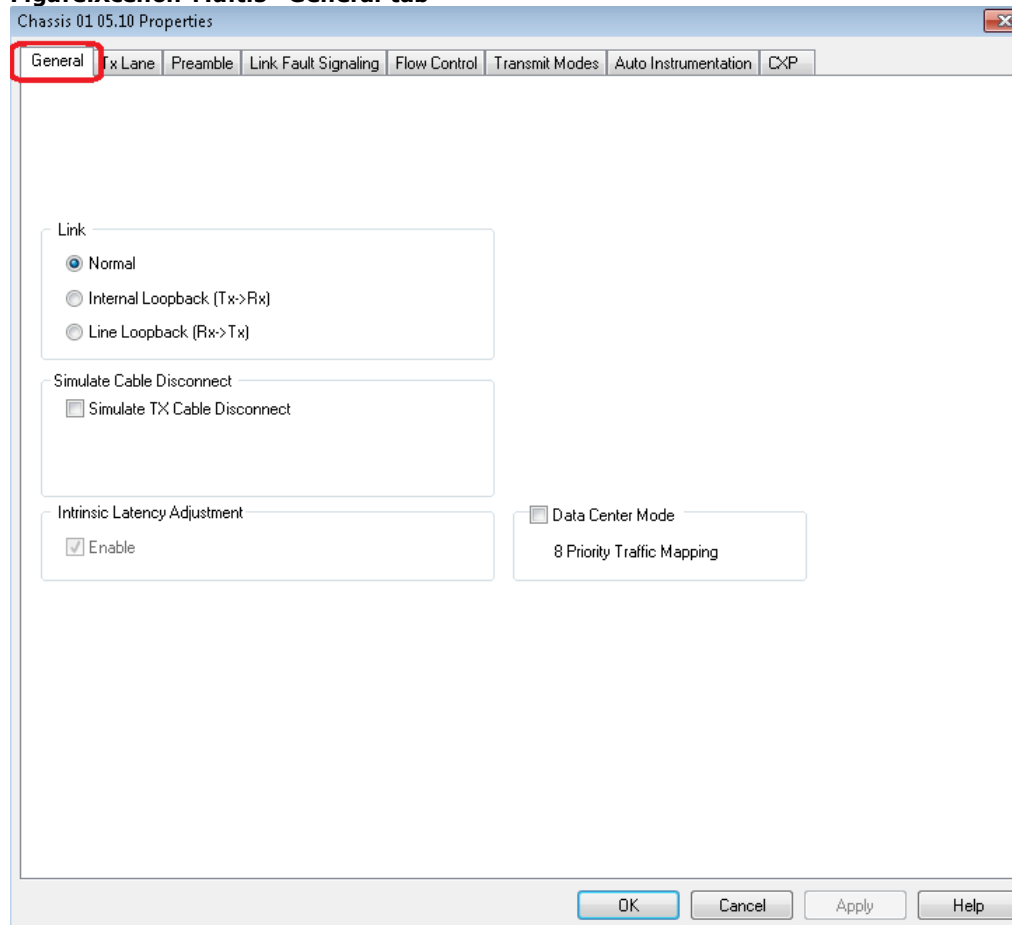 General tab
Chassis 01 05.10 Properties
General Tx Lane Preamble Link Fault Signaling Flow Control Transmit Modes Auto Instrumentation CXP
Link
Normal
Internal Loopback (Tx->Rx)
Line Loopback (Rx->Tx)
Simulate Cable Disconnect
Simulate TX Cable Disconnect
Intrinsic Latency Adjustment
Enable
Data Center Mode
8 Priority Traffic Mapping
OK Cancel Apply Help